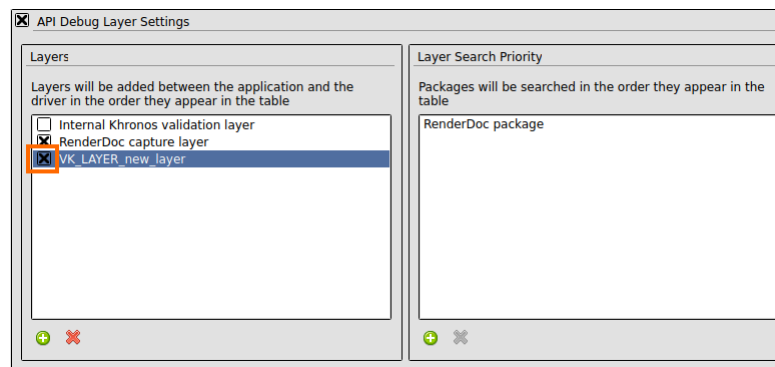 API Debug Layer Settings
Layers
Layers will be added between the application and the
driver in the order they appear in the table
Internal Khronos validation layer
RenderDoc capture layer
VK_LAYER_new_layer
Layer Search Priority
Packages will be searched in the order they appear in the
table
RenderDoc package